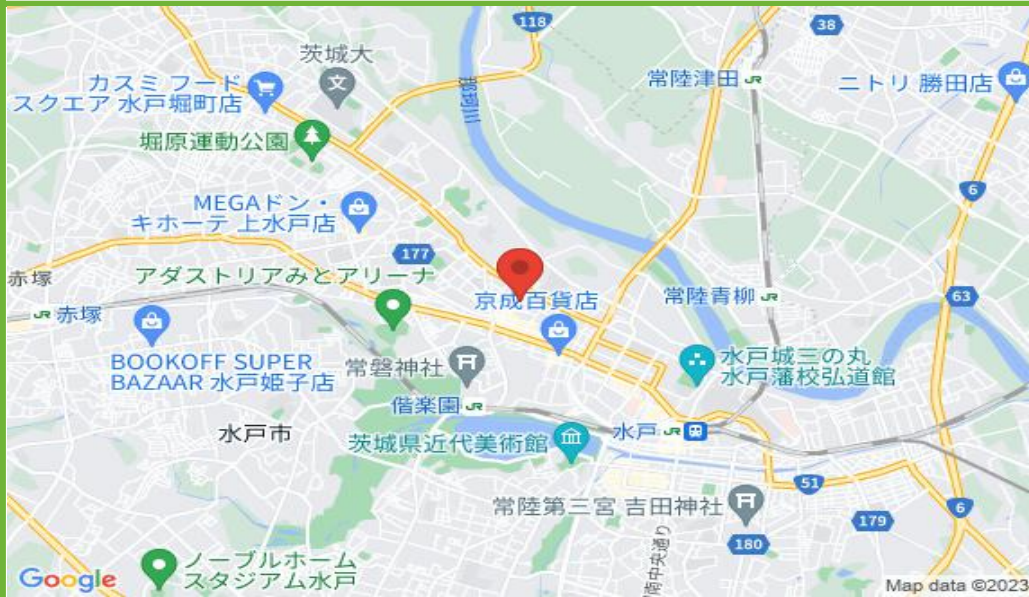 118
38
茨城大
文
カスミ フード
スクエア 水戸堀町店
那珂川
常陸津田 JR
ニトリ 勝田店
堀原運動公園
MEGAドン・
キホーテ 上水戸店
6
177
赤塚
アダストリアみとアリーナ
京成百貨店
常陸青柳 JR
63
JR 赤塚
BOOKOFF SUPER
BAZAAR 水戸姫子店
常磐神社
水戸城三の丸
水戸藩校弘道館
偕楽園 JR
水戸市
茨城県近代美術館
水戸 JR
51
常陸第三宮 吉田神社
179
6
180
ノーブルホーム
スタジアム水戸
Google
Map data ©2023